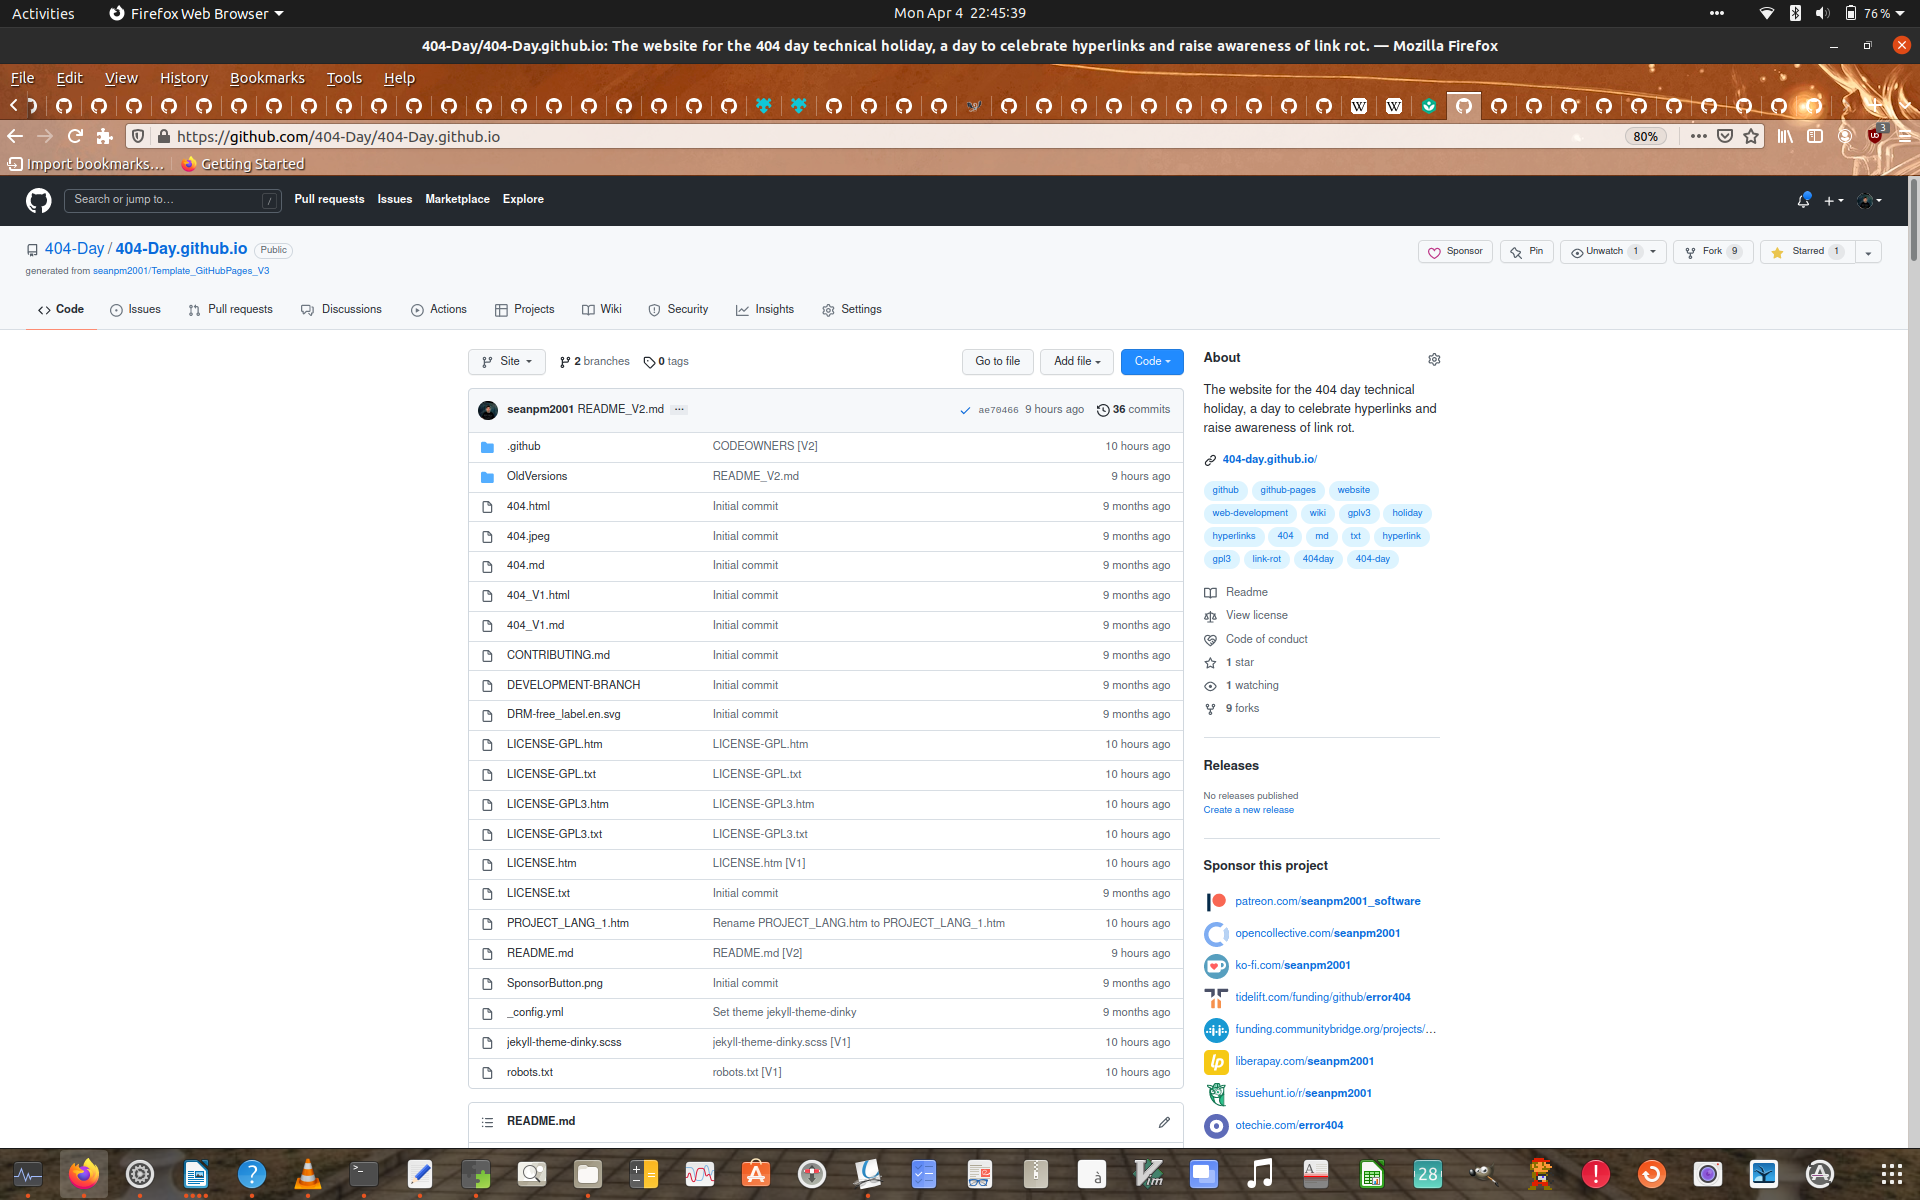 Activities
Firefox Web Browser
Mon Apr 4 22:45:39
76 %
404-Day/404-Day.github.io: The website for the 404 day technical holiday, a day to celebrate hyperlinks and raise awareness of link rot. — Mozilla Firefox
File Edit View History Bookmarks Tools Help
https://github.com/404-Day/404-Day.github.io
80%
3
Import bookmarks...
Getting Started
Search or jump to...
/
Pull requests Issues Marketplace Explore
404-Day / 404-Day.github.io Public
generated from seanpm2001/Template_GitHubPages_V3
Sponsor Pin Unwatch 1 Fork 9 Starred 1
Code Issues Pull requests Discussions Actions Projects Wiki Security Insights Settings
Site 2 branches 0 tags
Go to file Add file Code
seanpm2001 README_V2.md ... ae70466 9 hours ago 36 commits
.github CODEOWNERS [V2] 10 hours ago
OldVersions README_V2.md 9 hours ago
404.html Initial commit 9 months ago
404.jpeg Initial commit 9 months ago
404.md Initial commit 9 months ago
404_V1.html Initial commit 9 months ago
404_V1.md Initial commit 9 months ago
CONTRIBUTING.md Initial commit 9 months ago
DEVELOPMENT-BRANCH Initial commit 9 months ago
DRM-free_label.en.svg Initial commit 9 months ago
LICENSE-GPL.htm LICENSE-GPL.htm 10 hours ago
LICENSE-GPL.txt LICENSE-GPL.txt 10 hours ago
LICENSE-GPL3.htm LICENSE-GPL3.htm 10 hours ago
LICENSE-GPL3.txt LICENSE-GPL3.txt 10 hours ago
LICENSE.htm LICENSE.htm [V1] 10 hours ago
LICENSE.txt Initial commit 9 months ago
PROJECT_LANG_1.htm Rename PROJECT_LANG.htm to PROJECT_LANG_1.htm 10 hours ago
README.md README.md [V2] 9 hours ago
SponsorButton.png Initial commit 9 months ago
_config.yml Set theme jekyll-theme-dinky 9 months ago
jekyll-theme-dinky.scss jekyll-theme-dinky.scss [V1] 10 hours ago
robots.txt robots.txt [V1] 10 hours ago
README.md
About
The website for the 404 day technical
holiday, a day to celebrate hyperlinks and
raise awareness of link rot.
404-day.github.io/
github github-pages website
web-development wiki gplv3 holiday
hyperlinks 404 md txt hyperlink
gpl3 link-rot 404day 404-day
Readme
View license
Code of conduct
1 star
1 watching
9 forks
Releases
No releases published
Create a new release
Sponsor this project
patreon.com/seanpm2001_software
opencollective.com/seanpm2001
ko-fi.com/seanpm2001
tidelift.com/funding/github/error404
funding.communitybridge.org/projects/...
liberapay.com/seanpm2001
issuehunt.io/r/seanpm2001
otechie.com/error404
28